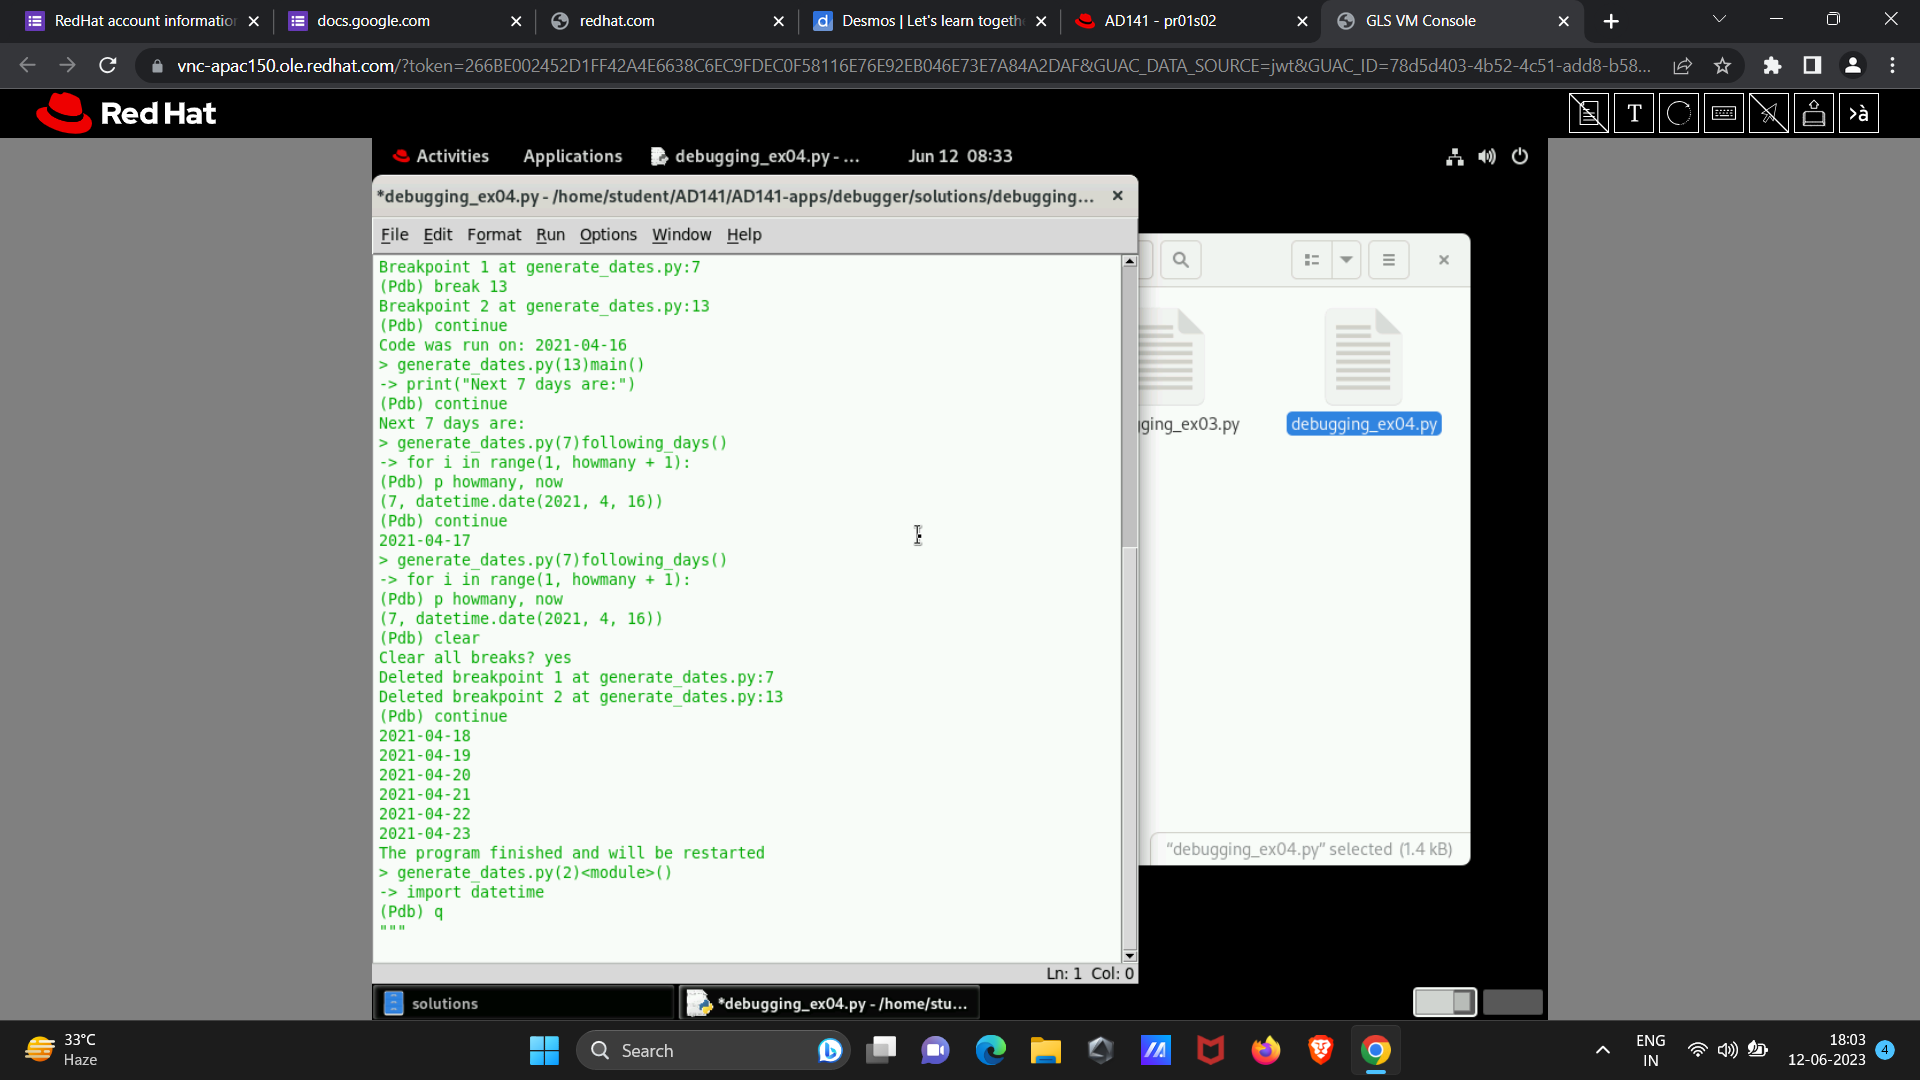 RedHat account information
docs.google.com
redhat.com
Desmos | Let's learn togeth
AD141 - pr01s02
GLS VM Console
vnc-apac150.ole.redhat.com/?token=266BE002452D1FF42A4E6638C6EC9FDEC0F58116E76E92EB046E73E7A84A2DAF&GUAC_DATA_SOURCE=jwt&GUAC_ID=78d5d403-4b52-4c51-add8-b58...
Red Hat
T
>à
Activities Applications debugging_ex04.py - ... Jun 12 08:33
*debugging_ex04.py - /home/student/AD141/AD141-apps/debugger/solutions/debugging...
File Edit Format Run Options Window Help
Breakpoint 1 at generate_dates.py:7
(Pdb) break 13
Breakpoint 2 at generate_dates.py:13
(Pdb) continue
Code was run on: 2021-04-16
> generate_dates.py(13)main()
-> print("Next 7 days are:")
(Pdb) continue
Next 7 days are:
> generate_dates.py(7)following_days()
-> for i in range(1, howmany + 1):
(Pdb) p howmany, now
(7, datetime.date(2021, 4, 16))
(Pdb) continue
2021-04-17
> generate_dates.py(7)following_days()
-> for i in range(1, howmany + 1):
(Pdb) p howmany, now
(7, datetime.date(2021, 4, 16))
(Pdb) clear
Clear all breaks? yes
Deleted breakpoint 1 at generate_dates.py:7
Deleted breakpoint 2 at generate_dates.py:13
(Pdb) continue
2021-04-18
2021-04-19
2021-04-20
2021-04-21
2021-04-22
2021-04-23
The program finished and will be restarted
> generate_dates.py(2)<module>()
-> import datetime
(Pdb) q
"""
Ln: 1 Col: 0
ging_ex03.py
debugging_ex04.py
“debugging_ex04.py” selected (1.4 kB)
solutions
*debugging_ex04.py - /home/stu...
33°C
Haze
Search
ENG
IN
18:03
12-06-2023
4